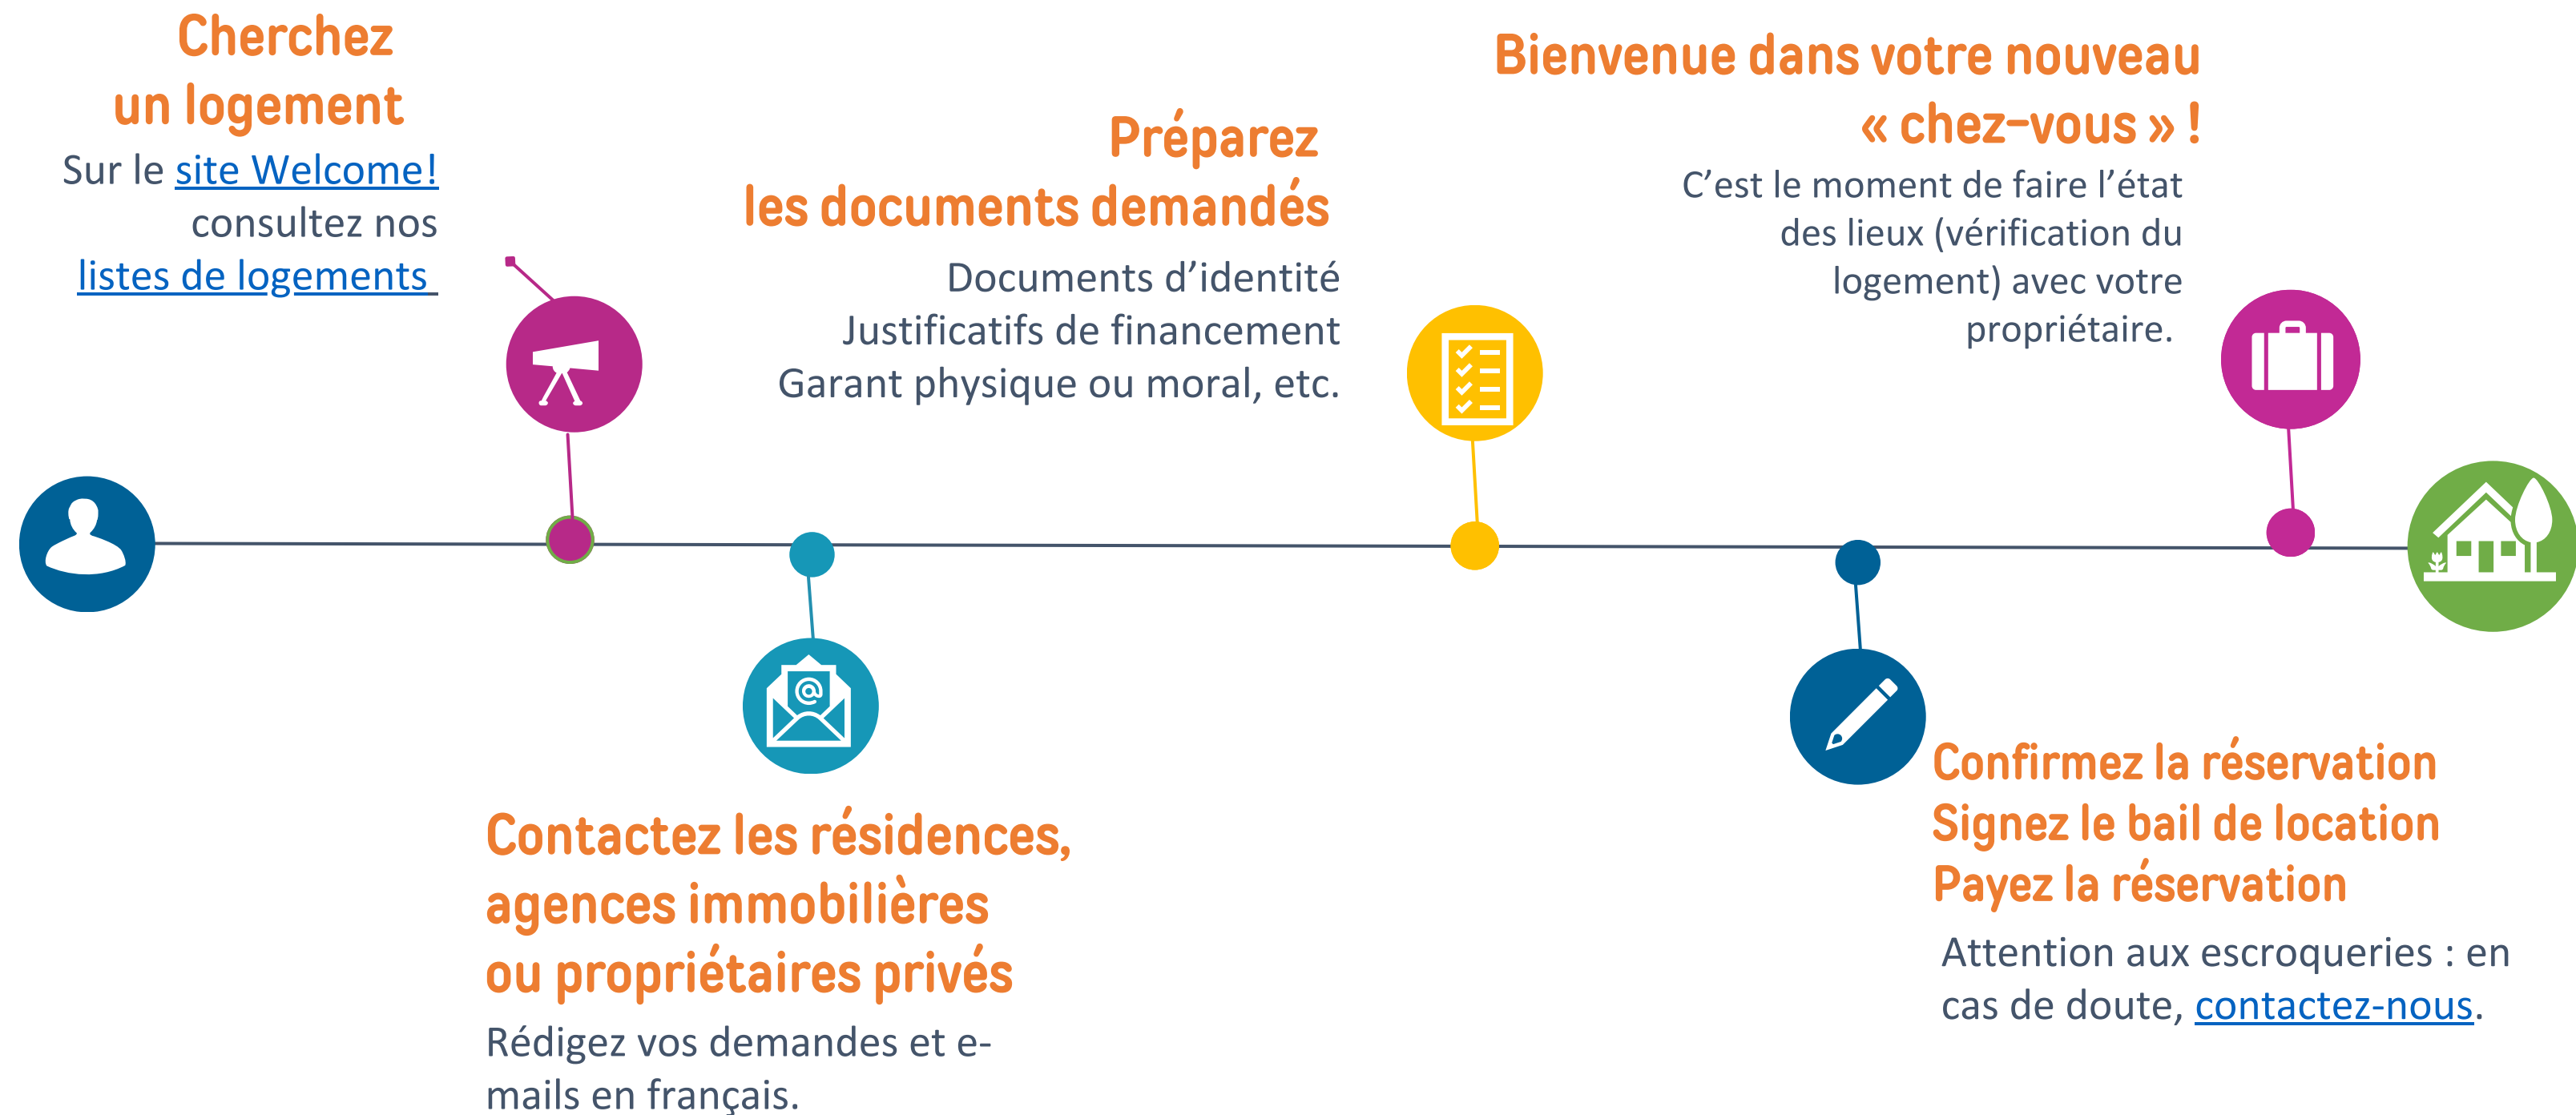 Cherchez
un logement
Sur le site Welcome!
consultez nos
listes de logements
Contactez les résidences,
agences immobilières
ou propriétaires privés
Rédigez vos demandes et e-
mails en français.
Préparez
les documents demandés
Documents d’identité
Justificatifs de financement
Garant physique ou moral, etc.
Confirmez la réservation
Signez le bail de location
Payez la réservation
Attention aux escroqueries : en
cas de doute, contactez-nous.
Bienvenue dans votre nouveau
« chez-vous » !
C’est le moment de faire l’état
des lieux (vérification du
logement) avec votre
propriétaire.
@